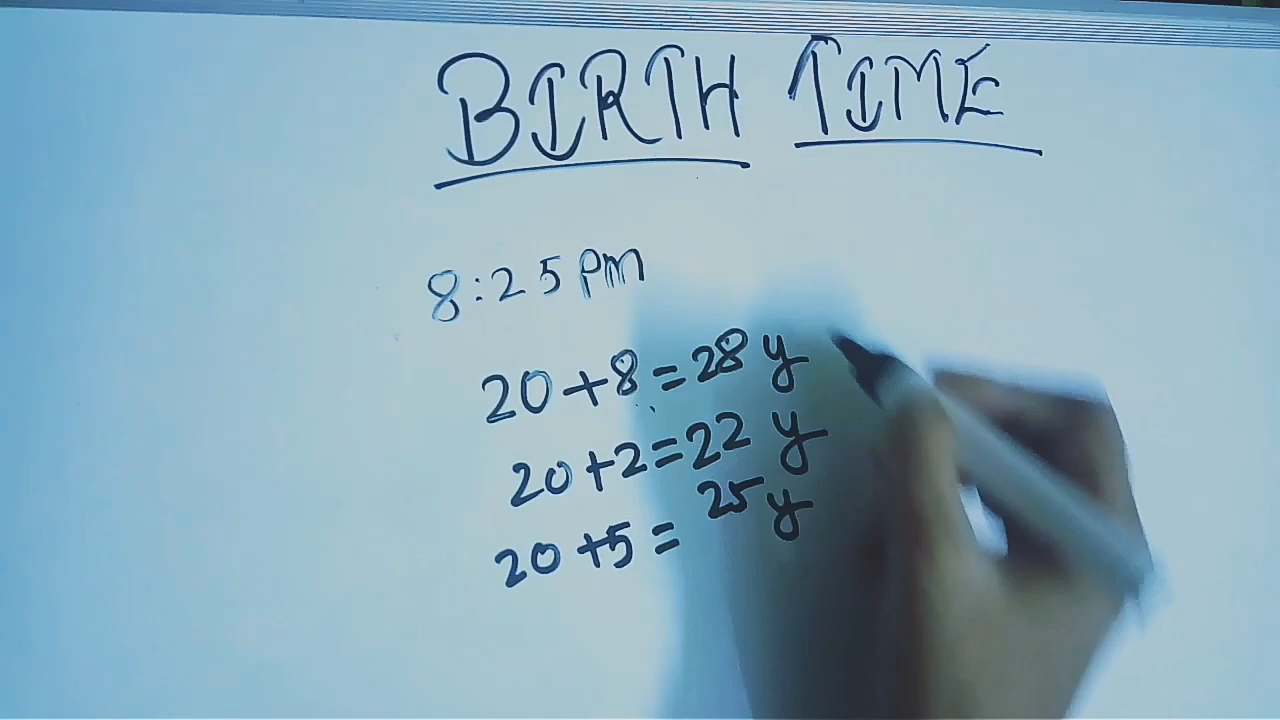 BIRTH TIME
8:25 pm
20+8=28 y
20+2=22 y
20+5= 25 y